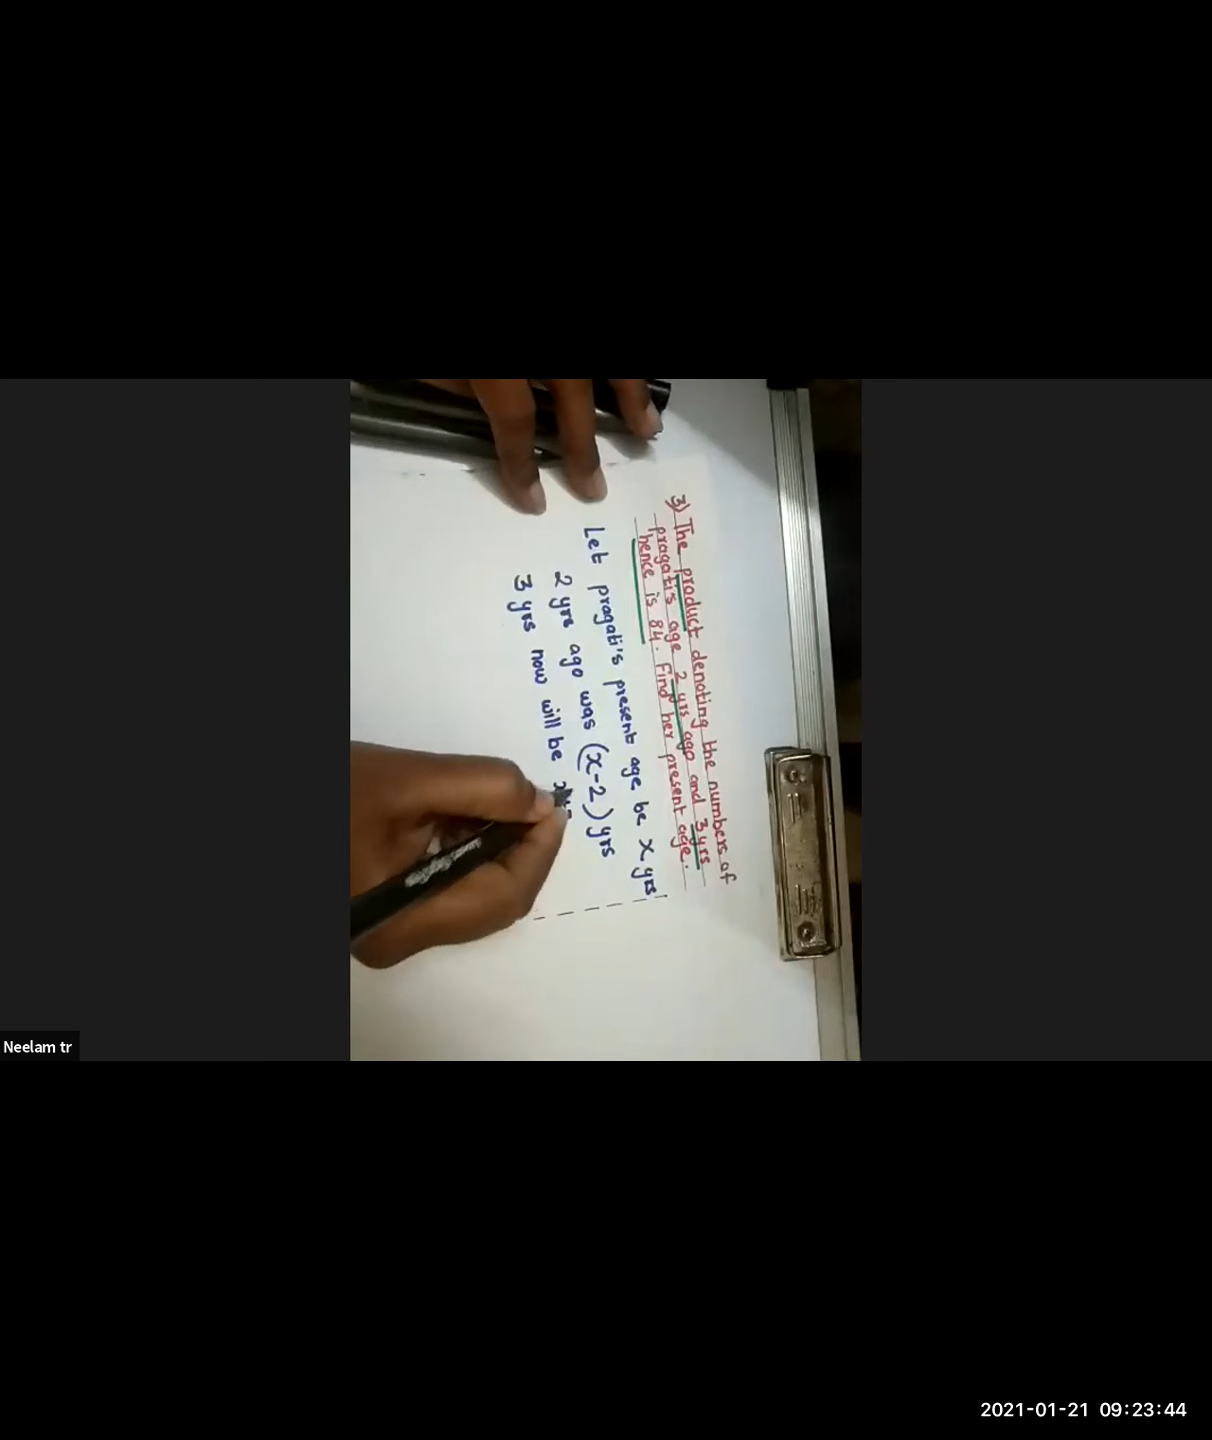 3) The product denoting the numbers of
pragati's age 2 yrs ago and 3 yrs
hence is 84. Find her present age.
Let pragati's present age be x yrs
2 yrs ago was (x-2) yrs
3 yrs now will be x+
Neelam tr
2021-01-21 09:23:44